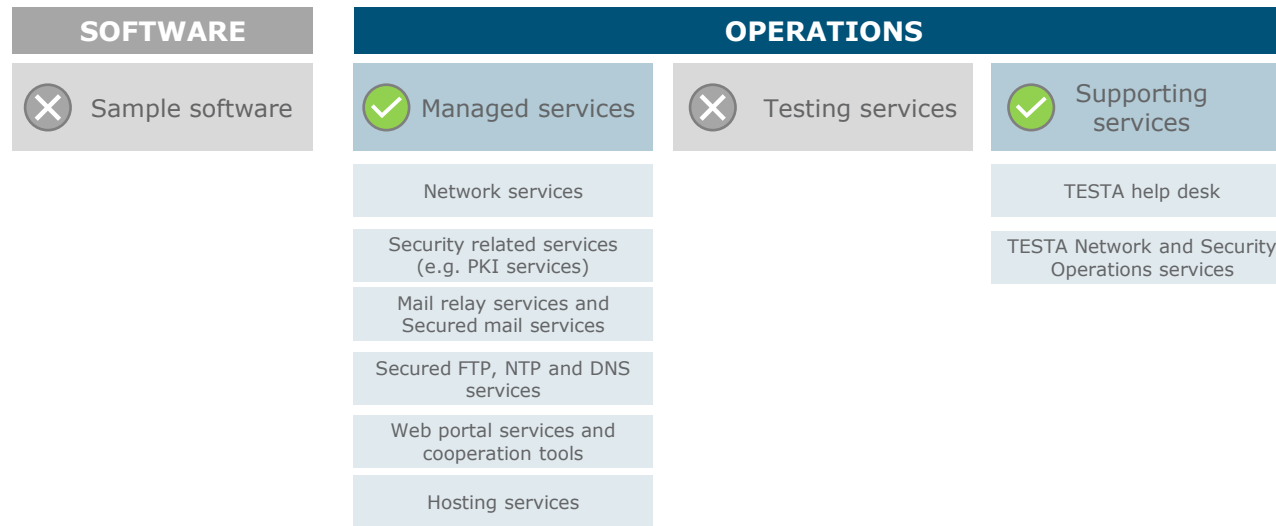 SOFTWARE
OPERATIONS
Sample software
Managed services
Testing services
Supporting
services
Network services
Security related services
(e.g. PKI services)
Mail relay services and
Secured mail services
Secured FTP, NTP and DNS
services
Web portal services and
cooperation tools
Hosting services
TESTA help desk
TESTA Network and Security
Operations services